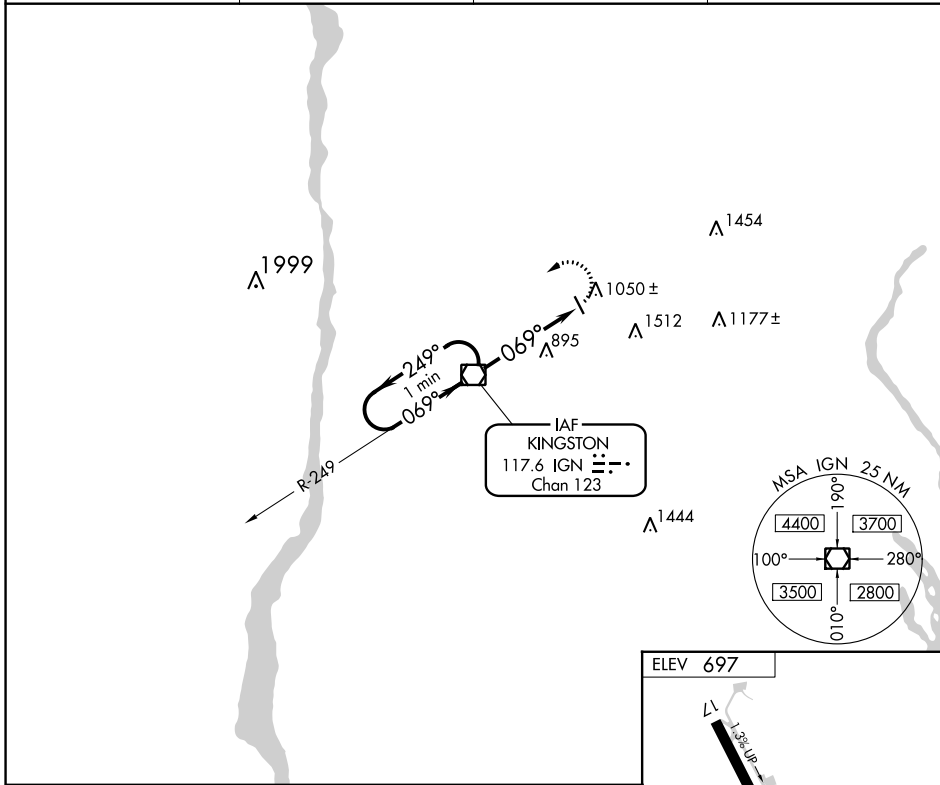 1454
1999
1050 ±
1512
1177 ±
895
069°
249°
1 min
069°
R-249
IAF
KINGSTON
117.6 IGN
Chan 123
1444
MSA IGN 25 NM
190°
4400
3700
100°
280°
3500
2800
010°
ELEV 697
17
1.3% UP